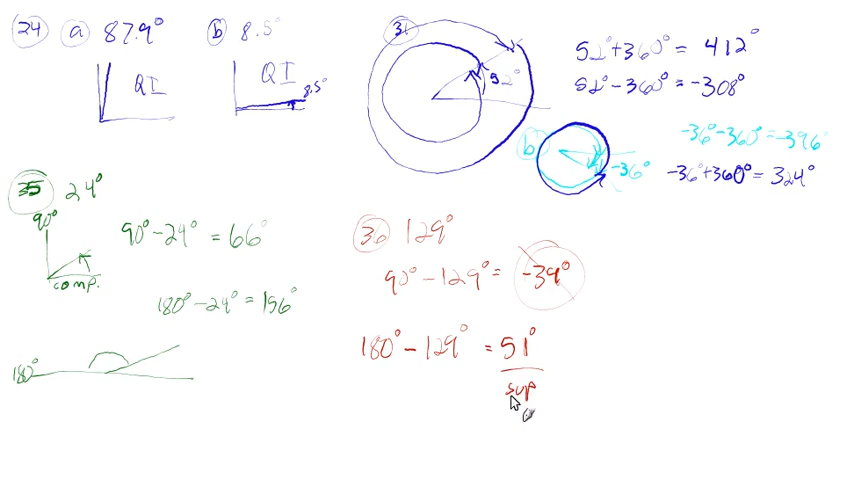 24 a 87.9° b 8.5°
QI
QI
8.5°
31
52°
52°+360° = 412°
52°-360° = -308°
b
-36°
-36°-360° = -396°
-36°+360° = 324°
35 24°
90°
comp.
90°-24° = 66°
180°-24° = 156°
180°
36 129°
90°-129° = -39°
180°-129° = 51°
sup